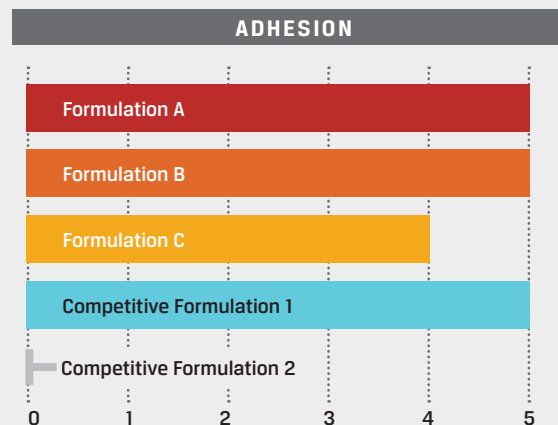 ADHESION
Formulation A
Formulation B
Formulation C
Competitive Formulation 1
Competitive Formulation 2
0 1 2 3 4 5